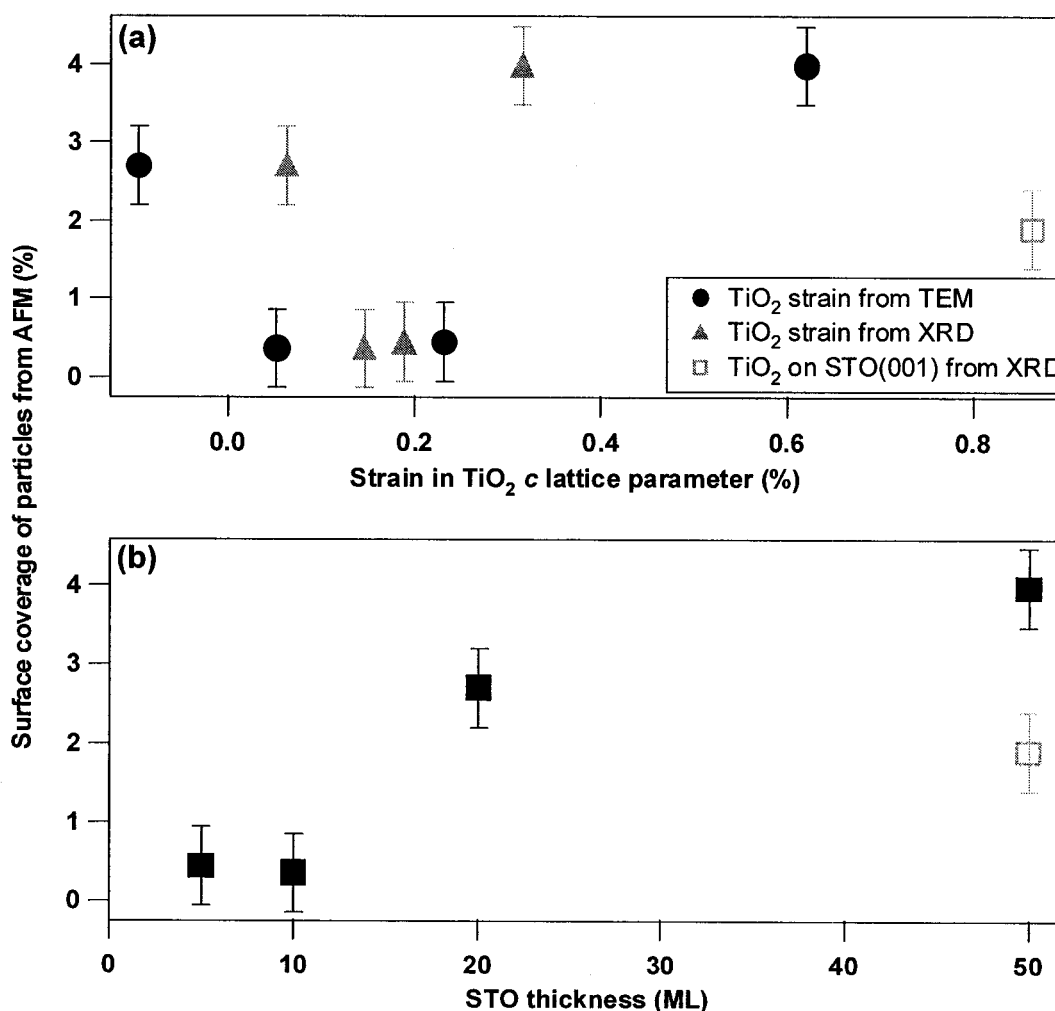 (a)
4
3
2
1
0
TiO2 strain from TEM
TiO2 strain from XRD
TiO2 on STO(001) from XRD
0.0 0.2 0.4 0.6 0.8
Strain in TiO2 c lattice parameter (%)
Surface coverage of particles from AFM (%)
(b)
4
3
2
1
0
0 10 20 30 40 50
STO thickness (ML)